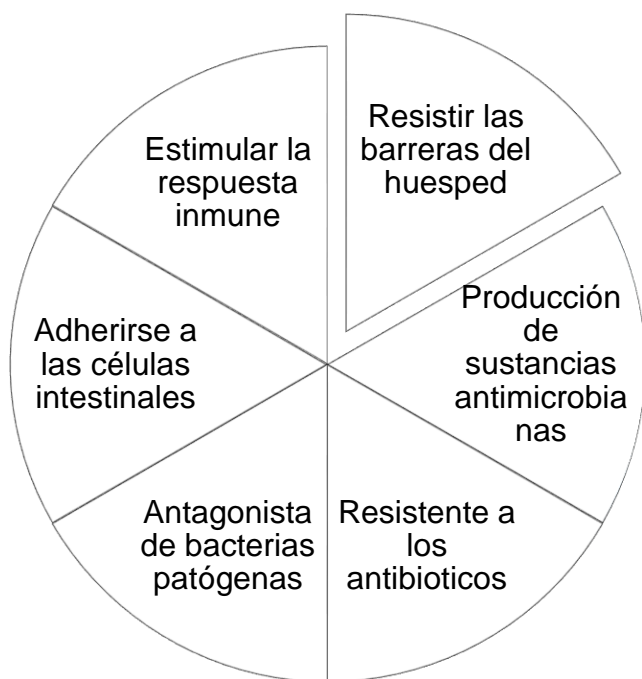 Resistir las
barreras del
huesped
Producción
de
sustancias
antimicrobia
nas
Resistente a
los
antibioticos
Antagonista
de bacterias
patógenas
Adherirse a
las células
intestinales
Estimular la
respuesta
inmune